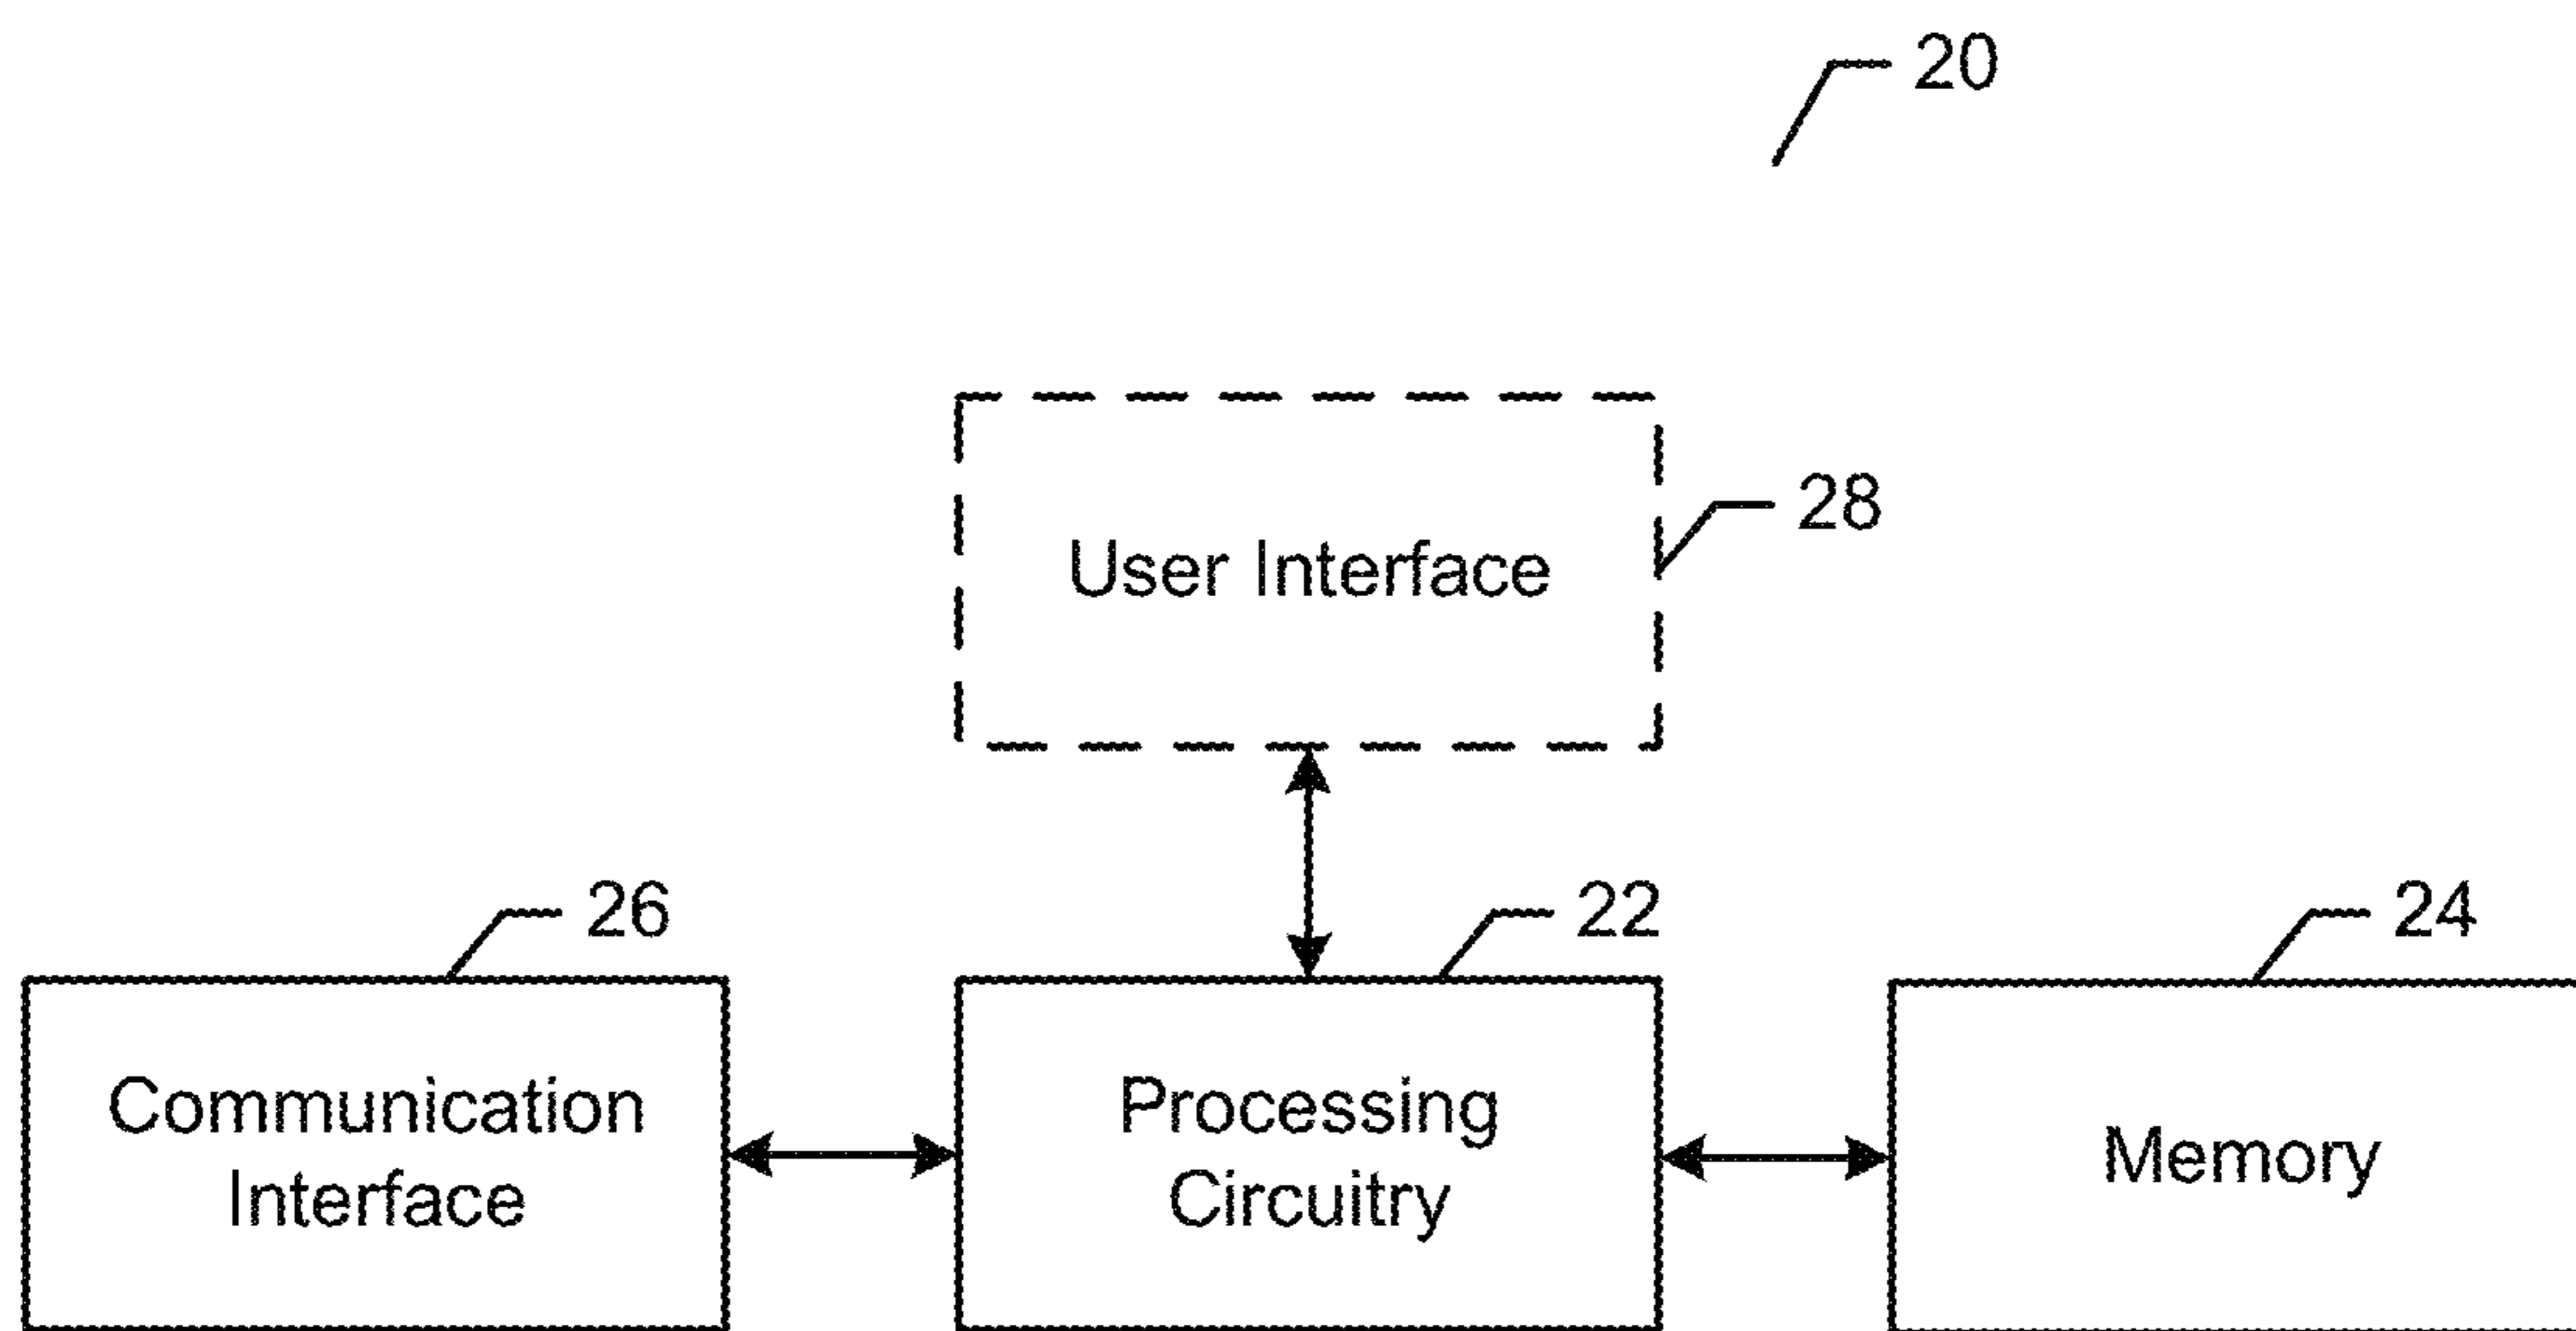 20
User Interface
28
26
22
24
Communication
Interface
Processing
Circuitry
Memory